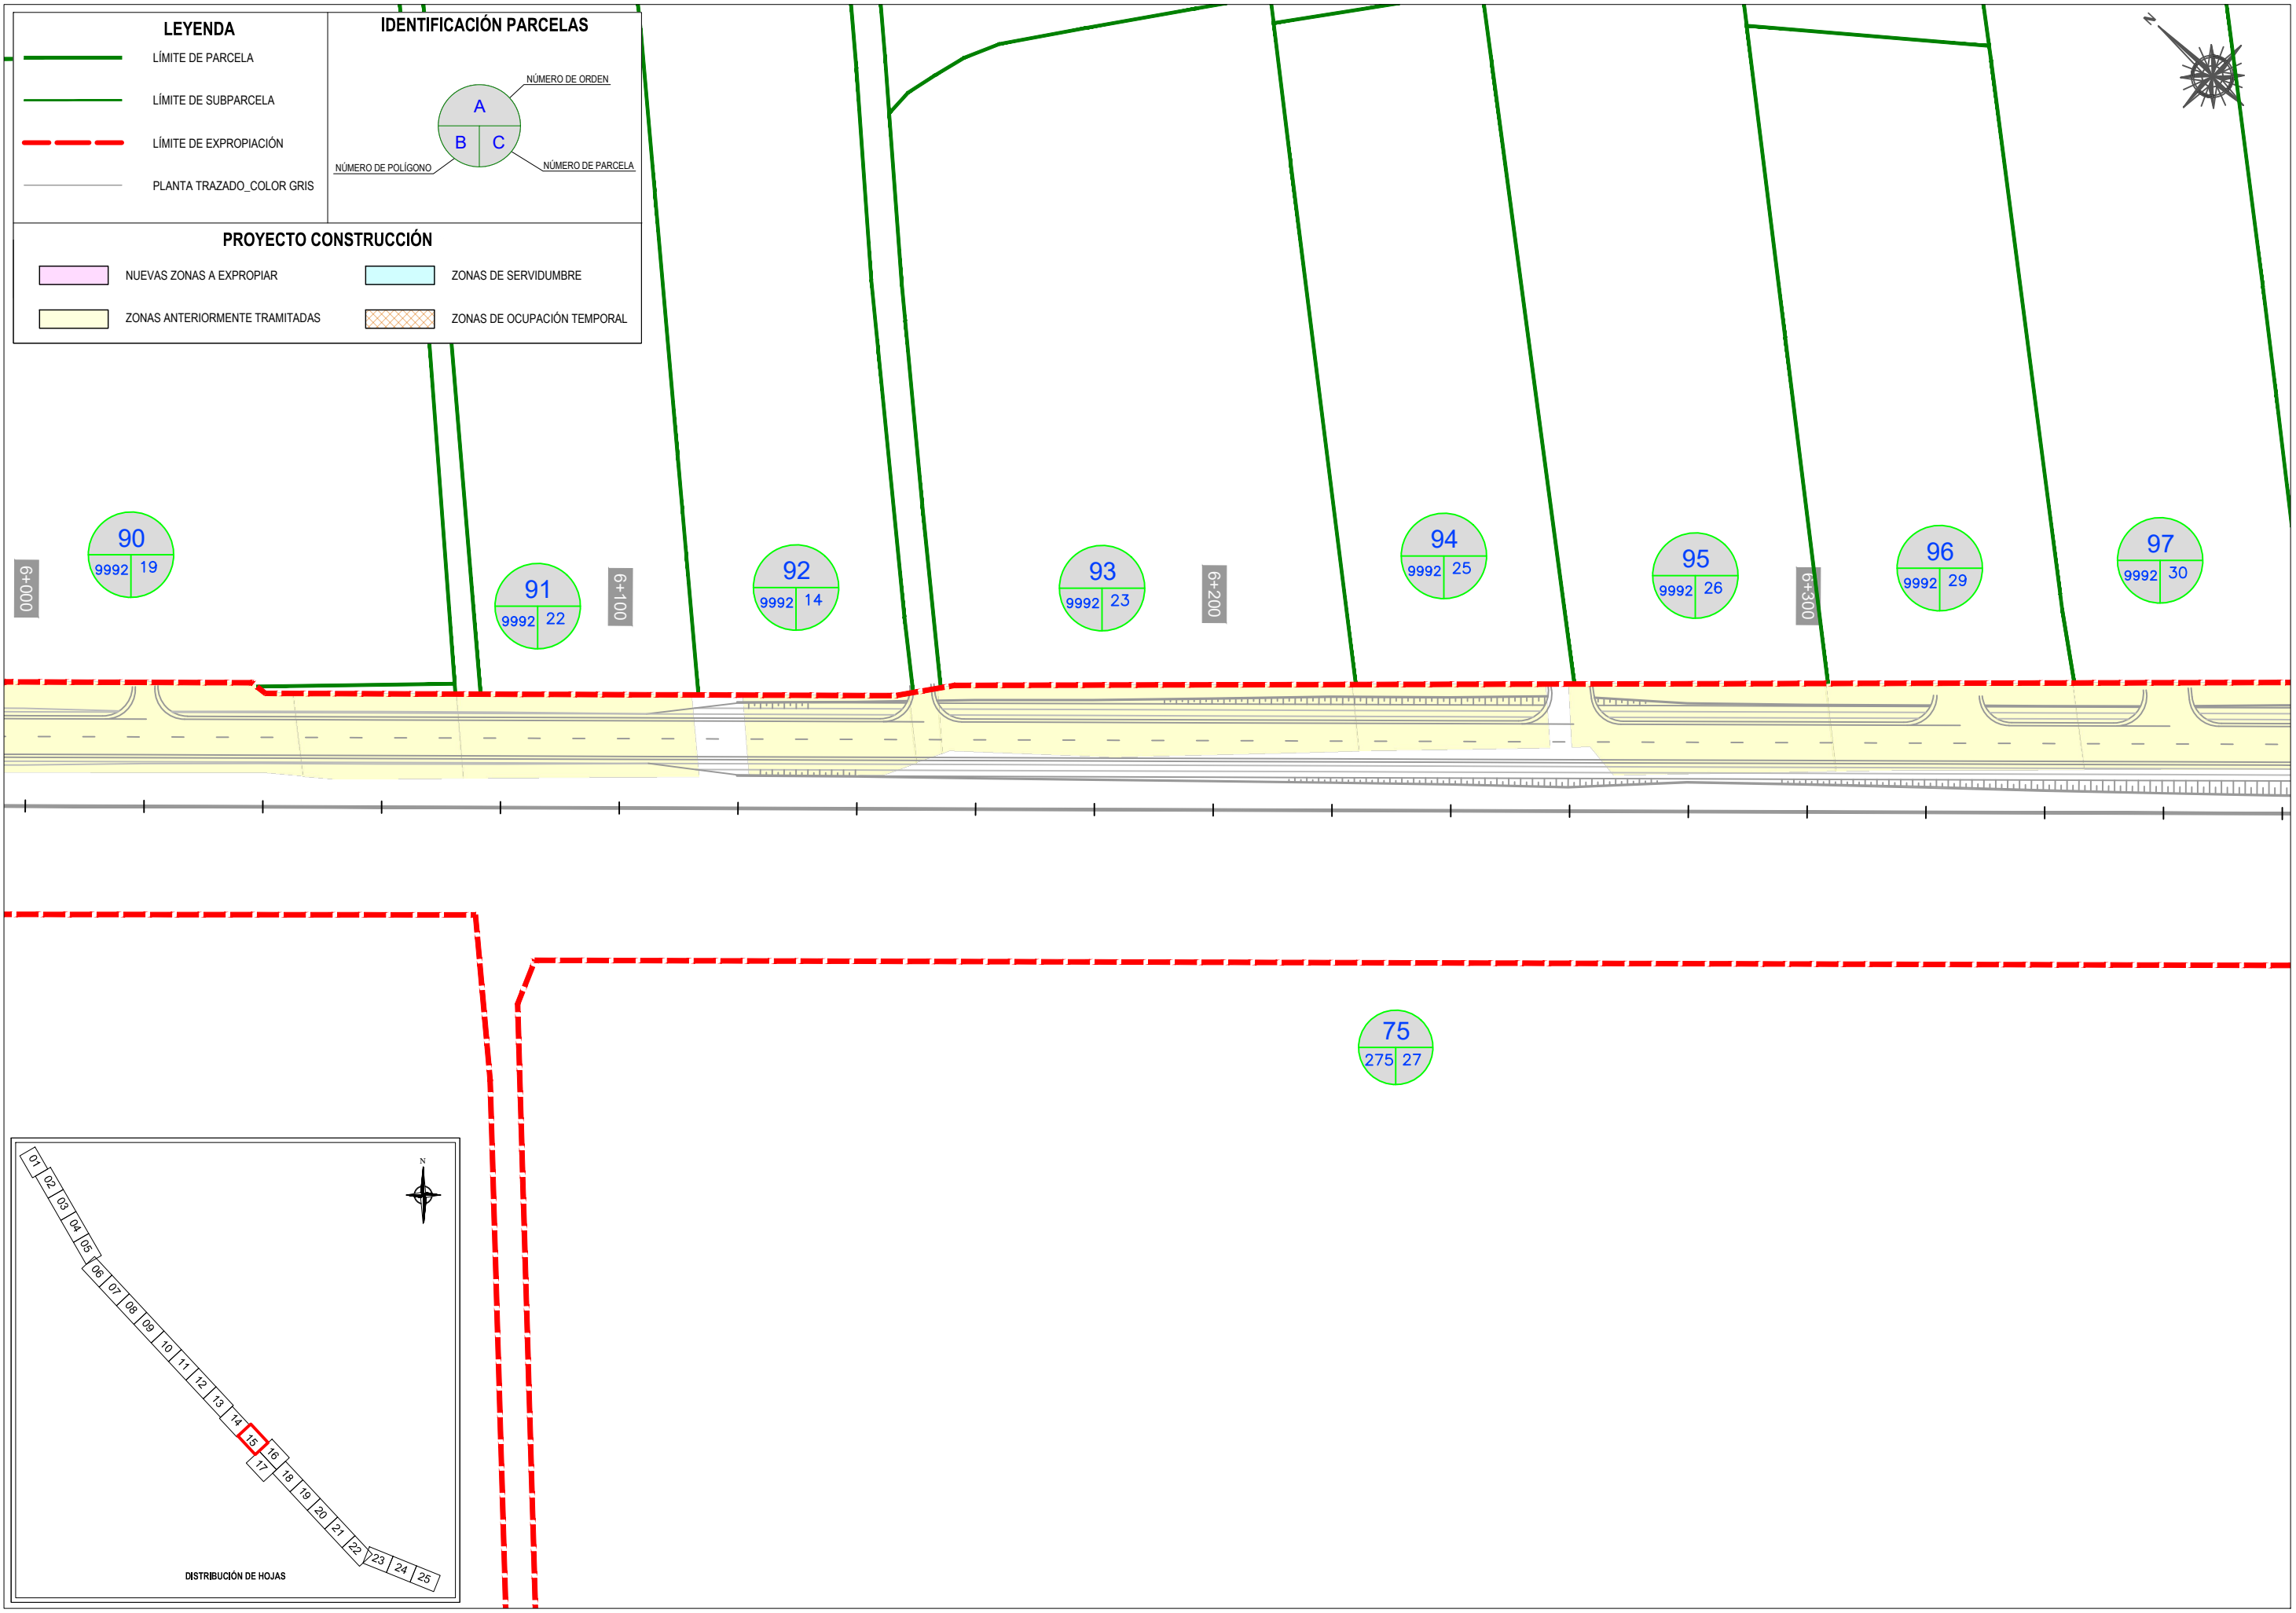 LEYENDA
LÍMITE DE PARCELA
LÍMITE DE SUBPARCELA
LÍMITE DE EXPROPIACIÓN
PLANTA TRAZADO_COLOR GRIS
IDENTIFICACIÓN PARCELAS
NÚMERO DE ORDEN
A
B C
NÚMERO DE POLÍGONO
NÚMERO DE PARCELA
PROYECTO CONSTRUCCIÓN
NUEVAS ZONAS A EXPROPIAR
ZONAS DE SERVIDUMBRE
ZONAS ANTERIORMENTE TRAMITADAS
ZONAS DE OCUPACIÓN TEMPORAL
N
6+000
90
9992 19
91
9992 22
6+100
92
9992 14
93
9992 23
6+200
94
9992 25
95
9992 26
6+300
96
9992 29
97
9992 30
75
275 27
N
01
02
03
04
05
06
07
08
09
10
11
12
13
14
15
16
17
18
19
20
21
22
23
24
25
DISTRIBUCIÓN DE HOJAS